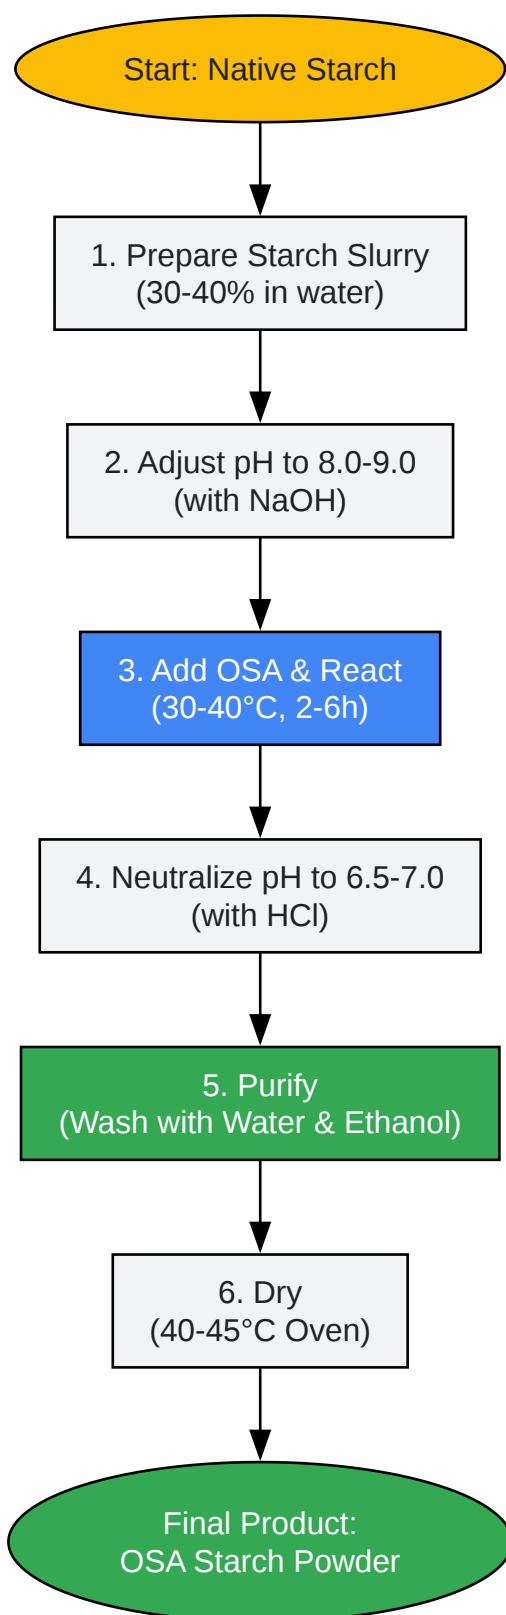 Start: Native Starch
1. Prepare Starch Slurry
(30-40% in water)
2. Adjust pH to 8.0-9.0
(with NaOH)
3. Add OSA & React
(30-40°C, 2-6h)
4. Neutralize pH to 6.5-7.0
(with HCl)
5. Purify
(Wash with Water & Ethanol)
6. Dry
(40-45°C Oven)
Final Product:
OSA Starch Powder